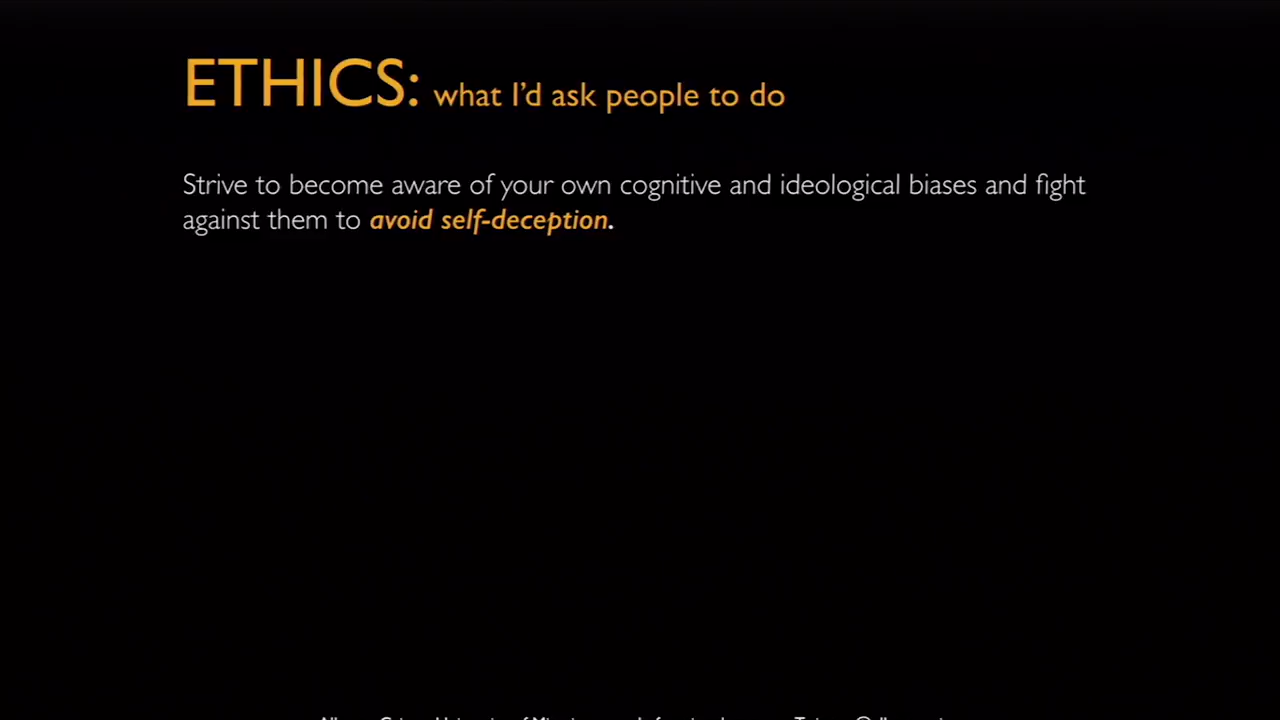 ETHICS: what I'd ask people to do
Strive to become aware of your own cognitive and ideological biases and fight
against them to avoid self-deception.